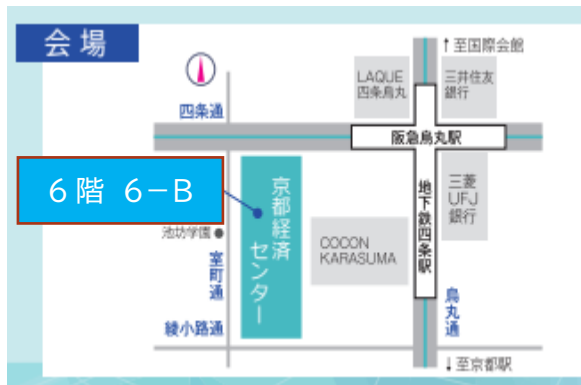 会場
↑至国際会館
LAQUE
四条烏丸
三井住友
銀行
四条通
阪急烏丸駅
6階 6-B
京都経済
センター
地下鉄四条駅
三菱
UFJ
銀行
池坊学園
COCON
KARASUMA
室町通
烏丸通
綾小路通
↓至京都駅